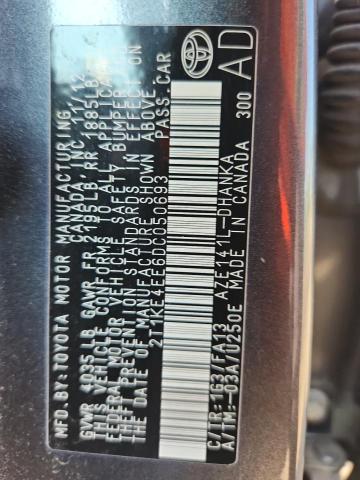 MFD.BY:TOYOTA MOTOR MANUFACTURING
CANADA, INC. 11/12
GVWR 4035LB GAWR FR 2195LB RR 1885LB
THIS VEHICLE CONFORMS TO ALL APPLICABLE
FEDERAL MOTOR VEHICLE SAFETY, BUMPER, AND
THEFT PREVENTION STANDARDS IN EFFECT ON
THE DATE OF MANUFACTURE SHOWN ABOVE.
2T1KE4EE6DC050693 PASS.CAR
AZE141L-DHANKA
C/TR:1G3/FA13
A/TM:-03A/U250E MADE IN CANADA 300
AD